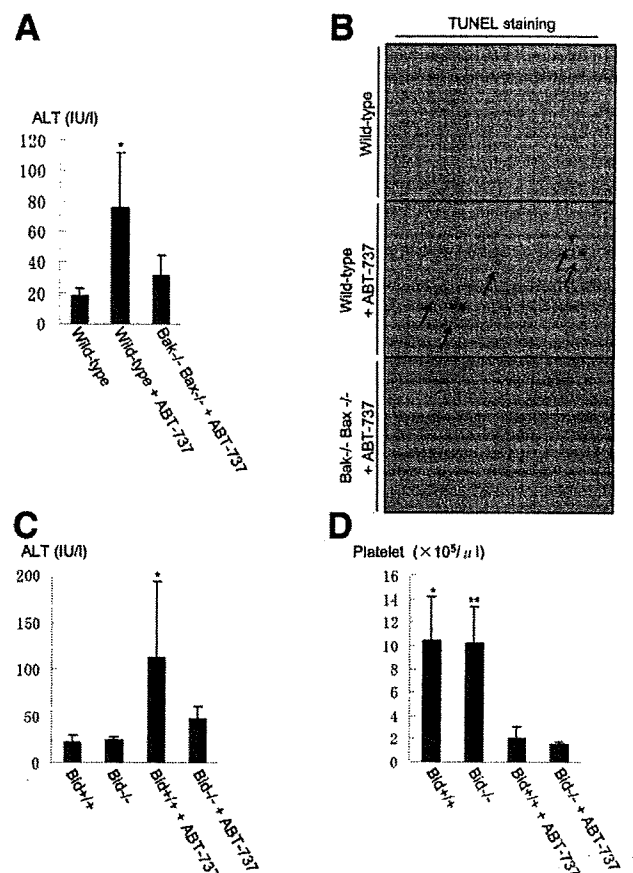 A
ALT (IU/l)
120
100
80
60
40
20
0
Wild-type
Wild-type + ABT-737
Bak-/- Bax-/- + ABT-737
B
TUNEL staining
Wild-type
Wild-type
+ ABT-737
Bak-/- Bax -/-
+ ABT-737
C
ALT (IU/l)
200
150
100
50
0
*
Bid+/+
Bid-/-
Bid+/+ + ABT-737
Bid-/- + ABT-737
D
Platelet (×10⁵/μl)
16
14
12
10
8
6
4
2
0
*
**
Bid+/+
Bid-/-
Bid+/+ + ABT-737
Bid-/- + ABT-737